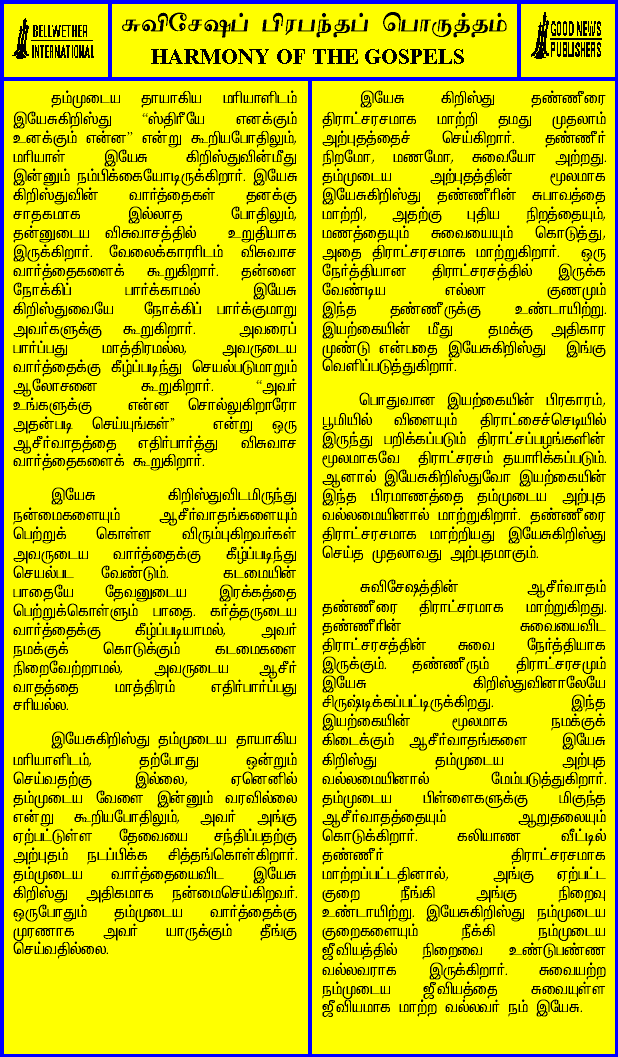 BELLWETHER
INTERNATIONAL
சுவிசேஷப் பிரபந்தப் பொருத்தம்
HARMONY OF THE GOSPELS
GOOD NEWS
PUBLISHERS
தம்முடைய தாயாகிய மரியாளிடம்
இயேசுகிறிஸ்து “ஸ்திரீயே எனக்கும்
உனக்கும் என்ன” என்று கூறியபோதிலும்,
மரியாள் இயேசு கிறிஸ்துவின்மீது
இன்னும் நம்பிக்கையோடிருக்கிறார். இயேசு
கிறிஸ்துவின் வார்த்தைகள் தனக்கு
சாதகமாக இல்லாத போதிலும்,
தன்னுடைய விசுவாசத்தில் உறுதியாக
இருக்கிறார். வேலைக்காரரிடம் விசுவாச
வார்த்தைகளைக் கூறுகிறார். தன்னை
நோக்கிப் பார்க்காமல் இயேசு
கிறிஸ்துவையே நோக்கிப் பார்க்குமாறு
அவர்களுக்கு கூறுகிறார். அவரைப்
பார்ப்பது மாத்திரமல்ல, அவருடைய
வார்த்தைக்கு கீழ்ப்படிந்து செயல்படுமாறும்
ஆலோசனை கூறுகிறார். “அவர்
உங்களுக்கு என்ன சொல்லுகிறாரோ
அதன்படி செய்யுங்கள்” என்று ஒரு
ஆசீர்வாதத்தை எதிர்பார்த்து விசுவாச
வார்த்தைகளைக் கூறுகிறார்.
இயேசு கிறிஸ்துவிடமிருந்து
நன்மைகளையும் ஆசீர்வாதங்களையும்
பெற்றுக் கொள்ள விரும்புகிறவர்கள்
அவருடைய வார்த்தைக்கு கீழ்ப்படிந்து
செயல்பட வேண்டும். கடமையின்
பாதையே தேவனுடைய இரக்கத்தை
பெற்றுக்கொள்ளும் பாதை. கர்த்தருடைய
வார்த்தைக்கு கீழ்ப்படியாமல், அவர்
நமக்குக் கொடுக்கும் கடமைகளை
நிறைவேற்றாமல், அவருடைய ஆசீர்
வாதத்தை மாத்திரம் எதிர்பார்ப்பது
சரியல்ல.
இயேசுகிறிஸ்து தம்முடைய தாயாகிய
மரியாளிடம், தற்போது ஒன்றும்
செய்வதற்கு இல்லை, ஏனெனில்
தம்முடைய வேளை இன்னும் வரவில்லை
என்று கூறியபோதிலும், அவர் அங்கு
ஏற்பட்டுள்ள தேவையை சந்திப்பதற்கு
அற்புதம் நடப்பிக்க சித்தங்கொள்கிறார்.
தம்முடைய வார்த்தையைவிட இயேசு
கிறிஸ்து அதிகமாக நன்மைசெய்கிறவர்.
ஒருபோதும் தம்முடைய வார்த்தைக்கு
முரணாக அவர் யாருக்கும் தீங்கு
செய்வதில்லை.
இயேசு கிறிஸ்து தண்ணீரை
திராட்சரசமாக மாற்றி தமது முதலாம்
அற்புதத்தைச் செய்கிறார். தண்ணீர்
நிறமோ, மணமோ, சுவையோ அற்றது.
தம்முடைய அற்புதத்தின் மூலமாக
இயேசுகிறிஸ்து தண்ணீரின் சுபாவத்தை
மாற்றி, அதற்கு புதிய நிறத்தையும்,
மணத்தையும் சுவையையும் கொடுத்து,
அதை திராட்சரசமாக மாற்றுகிறார். ஒரு
நேர்த்தியான திராட்சரசத்தில் இருக்க
வேண்டிய எல்லா குணமும்
இந்த தண்ணீருக்கு உண்டாயிற்று.
இயற்கையின் மீது தமக்கு அதிகார
முண்டு என்பதை இயேசுகிறிஸ்து இங்கு
வெளிப்படுத்துகிறார்.
பொதுவான இயற்கையின் பிரகாரம்,
பூமியில் விளையும் திராட்சைச்செடியில்
இருந்து பறிக்கப்படும் திராட்சப்பழங்களின்
மூலமாகவே திராட்சரசம் தயாரிக்கப்படும்.
ஆனால் இயேசுகிறிஸ்துவோ இயற்கையின்
இந்த பிரமாணத்தை தம்முடைய அற்புத
வல்லமையினால் மாற்றுகிறார். தண்ணீரை
திராட்சரசமாக மாற்றியது இயேசுகிறிஸ்து
செய்த முதலாவது அற்புதமாகும்.
சுவிசேஷத்தின் ஆசீர்வாதம்
தண்ணீரை திராட்சரமாக மாற்றுகிறது.
தண்ணீரின் சுவையைவிட
திராட்சரசத்தின் சுவை நேர்த்தியாக
இருக்கும். தண்ணீரும் திராட்சரசமும்
இயேசு கிறிஸ்துவினாலேயே
சிருஷ்டிக்கப்பட்டிருக்கிறது. இந்த
இயற்கையின் மூலமாக நமக்குக்
கிடைக்கும் ஆசீர்வாதங்களை இயேசு
கிறிஸ்து தம்முடைய அற்புத
வல்லமையினால் மேம்படுத்துகிறார்.
தம்முடைய பிள்ளைகளுக்கு மிகுந்த
ஆசீர்வாதத்தையும் ஆறுதலையும்
கொடுக்கிறார். கலியாண வீட்டில்
தண்ணீர் திராட்சரசமாக
மாற்றப்பட்டதினால், அங்கு ஏற்பட்ட
குறை நீங்கி அங்கு நிறைவு
உண்டாயிற்று. இயேசுகிறிஸ்து நம்முடைய
குறைகளையும் நீக்கி நம்முடைய
ஜீவியத்தில் நிறைவை உண்டுபண்ண
வல்லவராக இருக்கிறார். சுவையற்ற
நம்முடைய ஜீவியத்தை சுவையுள்ள
ஜீவியமாக மாற்ற வல்லவர் நம் இயேசு.